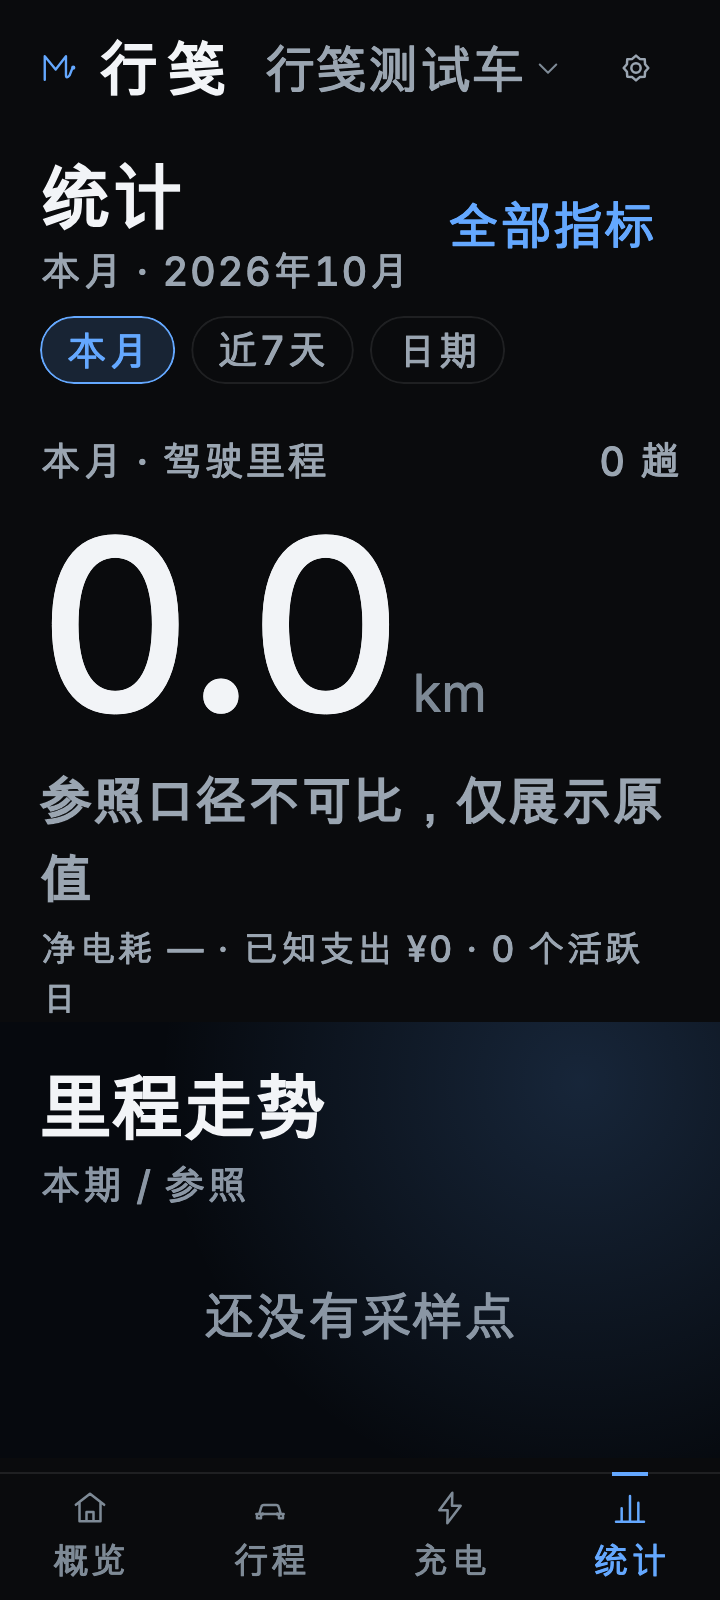 行笺 行笺测试车
统计
全部指标
本月 · 2026年10月
本月 近7天 日期
本月 · 驾驶里程 0 趟
0.0 km
参照口径不可比，仅展示原
值
净电耗 — · 已知支出 ¥0 · 0 个活跃
日
里程走势
本期 / 参照
还没有采样点
概览 行程 充电 统计